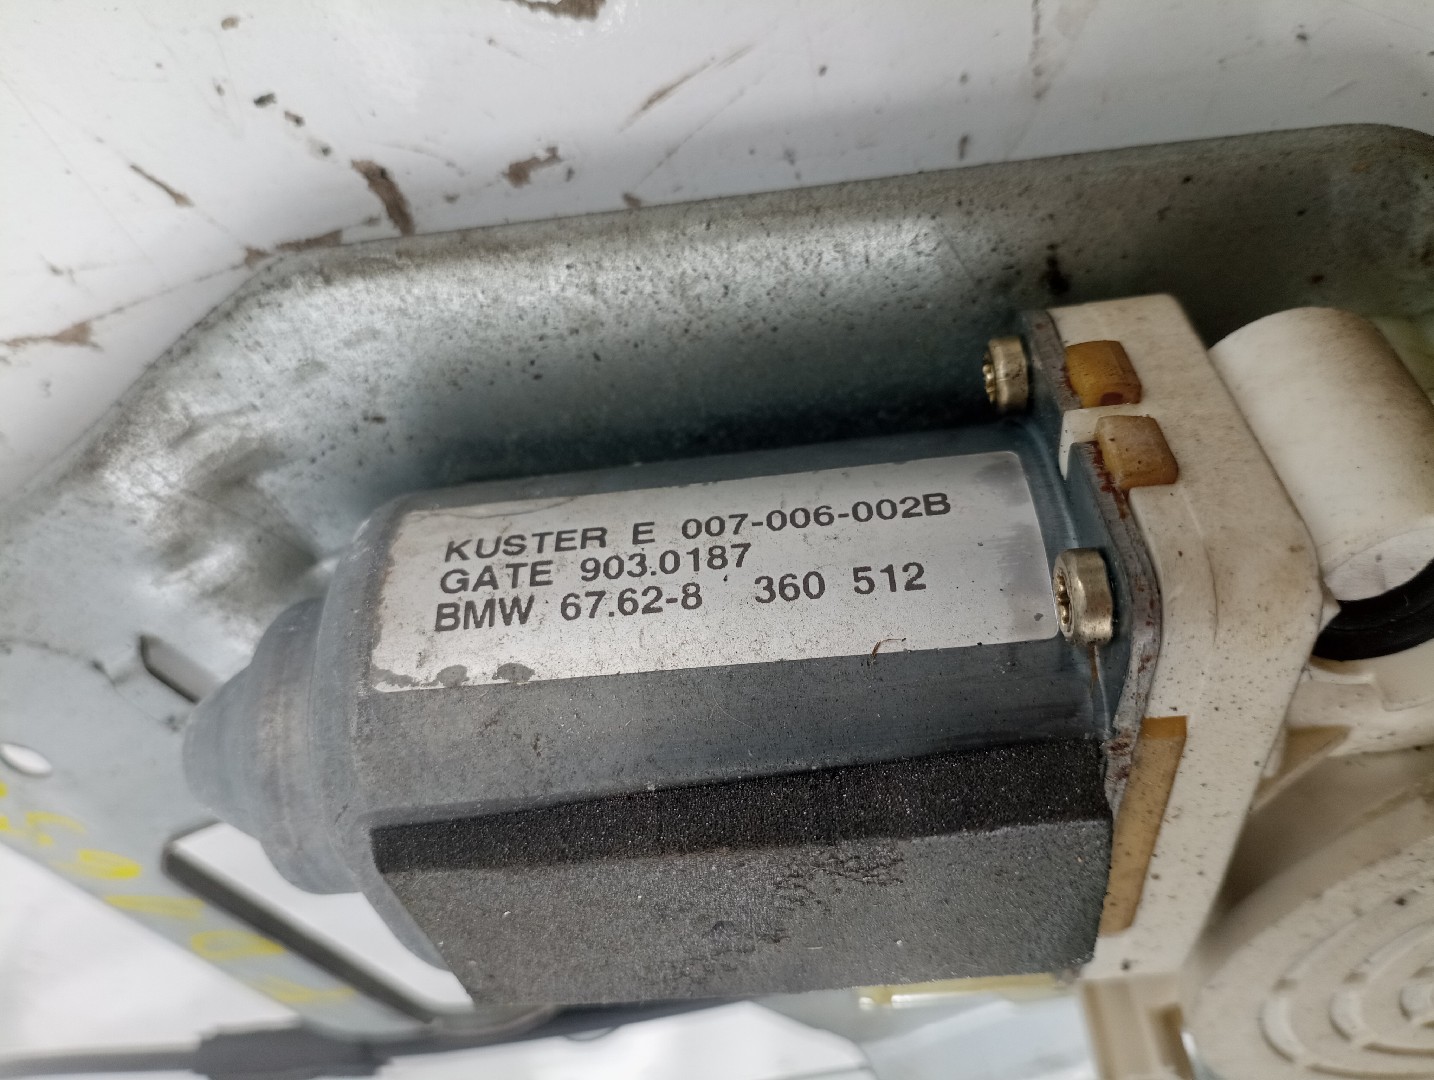 KUSTER E 007-006-002B
GATE 903.0187
BMW 67.62-8 360 512